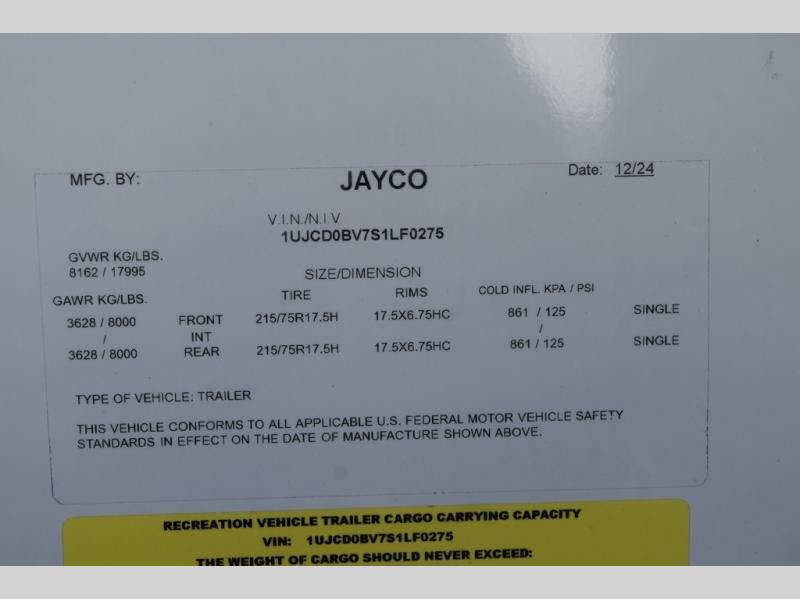 MFG. BY: JAYCO Date: 12/24
V.I.N./N.I.V
1UJCD0BV7S1LF0275
GVWR KG/LBS.
8162 / 17995
SIZE/DIMENSION
GAWR KG/LBS. TIRE RIMS COLD INFL. KPA / PSI
3628 / 8000 FRONT 215/75R17.5H 17.5X6.75HC 861 / 125 SINGLE
/ INT /
3628 / 8000 REAR 215/75R17.5H 17.5X6.75HC 861 / 125 SINGLE
TYPE OF VEHICLE: TRAILER
THIS VEHICLE CONFORMS TO ALL APPLICABLE U.S. FEDERAL MOTOR VEHICLE SAFETY
STANDARDS IN EFFECT ON THE DATE OF MANUFACTURE SHOWN ABOVE.
RECREATION VEHICLE TRAILER CARGO CARRYING CAPACITY
VIN: 1UJCD0BV7S1LF0275
THE WEIGHT OF CARGO SHOULD NEVER EXCEED: